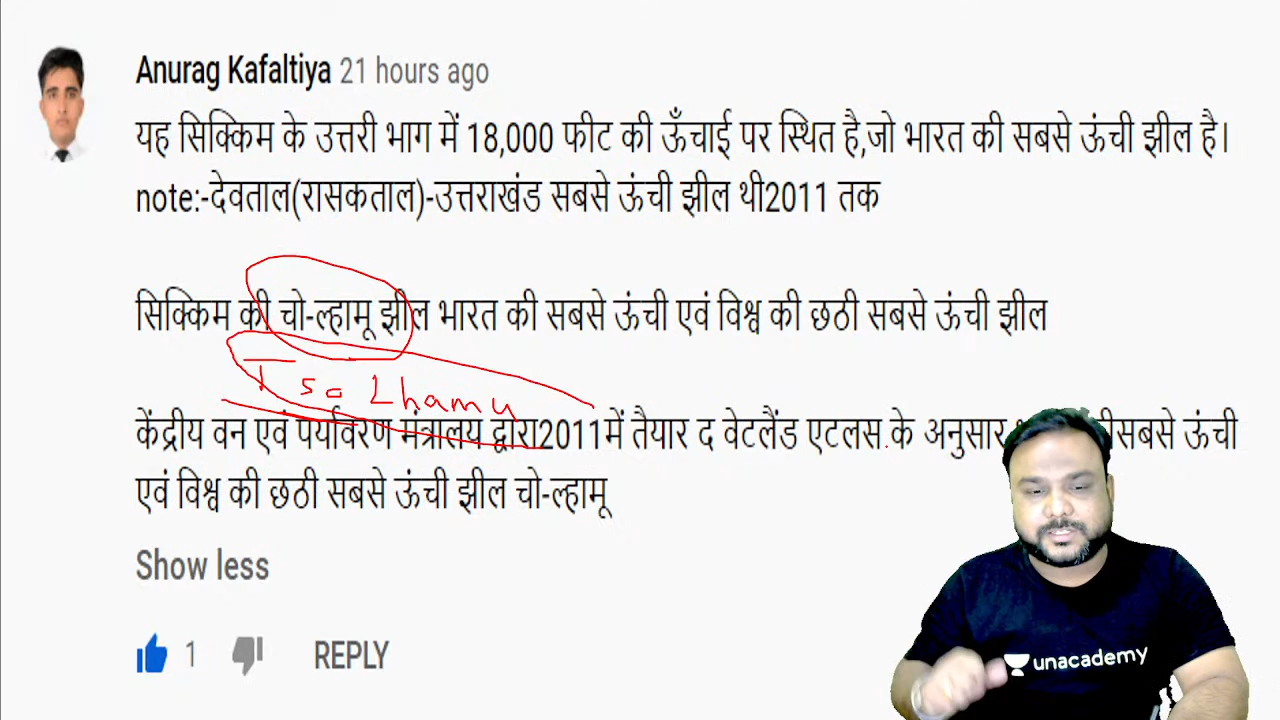 Anurag Kafaltiya 21 hours ago
यह सिक्किम के उत्तरी भाग में 18,000 फीट की ऊँचाई पर स्थित है,जो भारत की सबसे ऊंची झील है।
note:-देवताल(रासकताल)-उत्तराखंड सबसे ऊंची झील थी2011 तक
सिक्किम की चो-ल्हामू झील भारत की सबसे ऊंची एवं विश्व की छठी सबसे ऊंची झील
Tso Lhamu
केंद्रीय वन एवं पर्यावरण मंत्रालय द्वारा2011में तैयार द वेटलैंड एटलस के अनुसार सबसे ऊंची
एवं विश्व की छठी सबसे ऊंची झील चो-ल्हामू
Show less
1 REPLY
unacademy